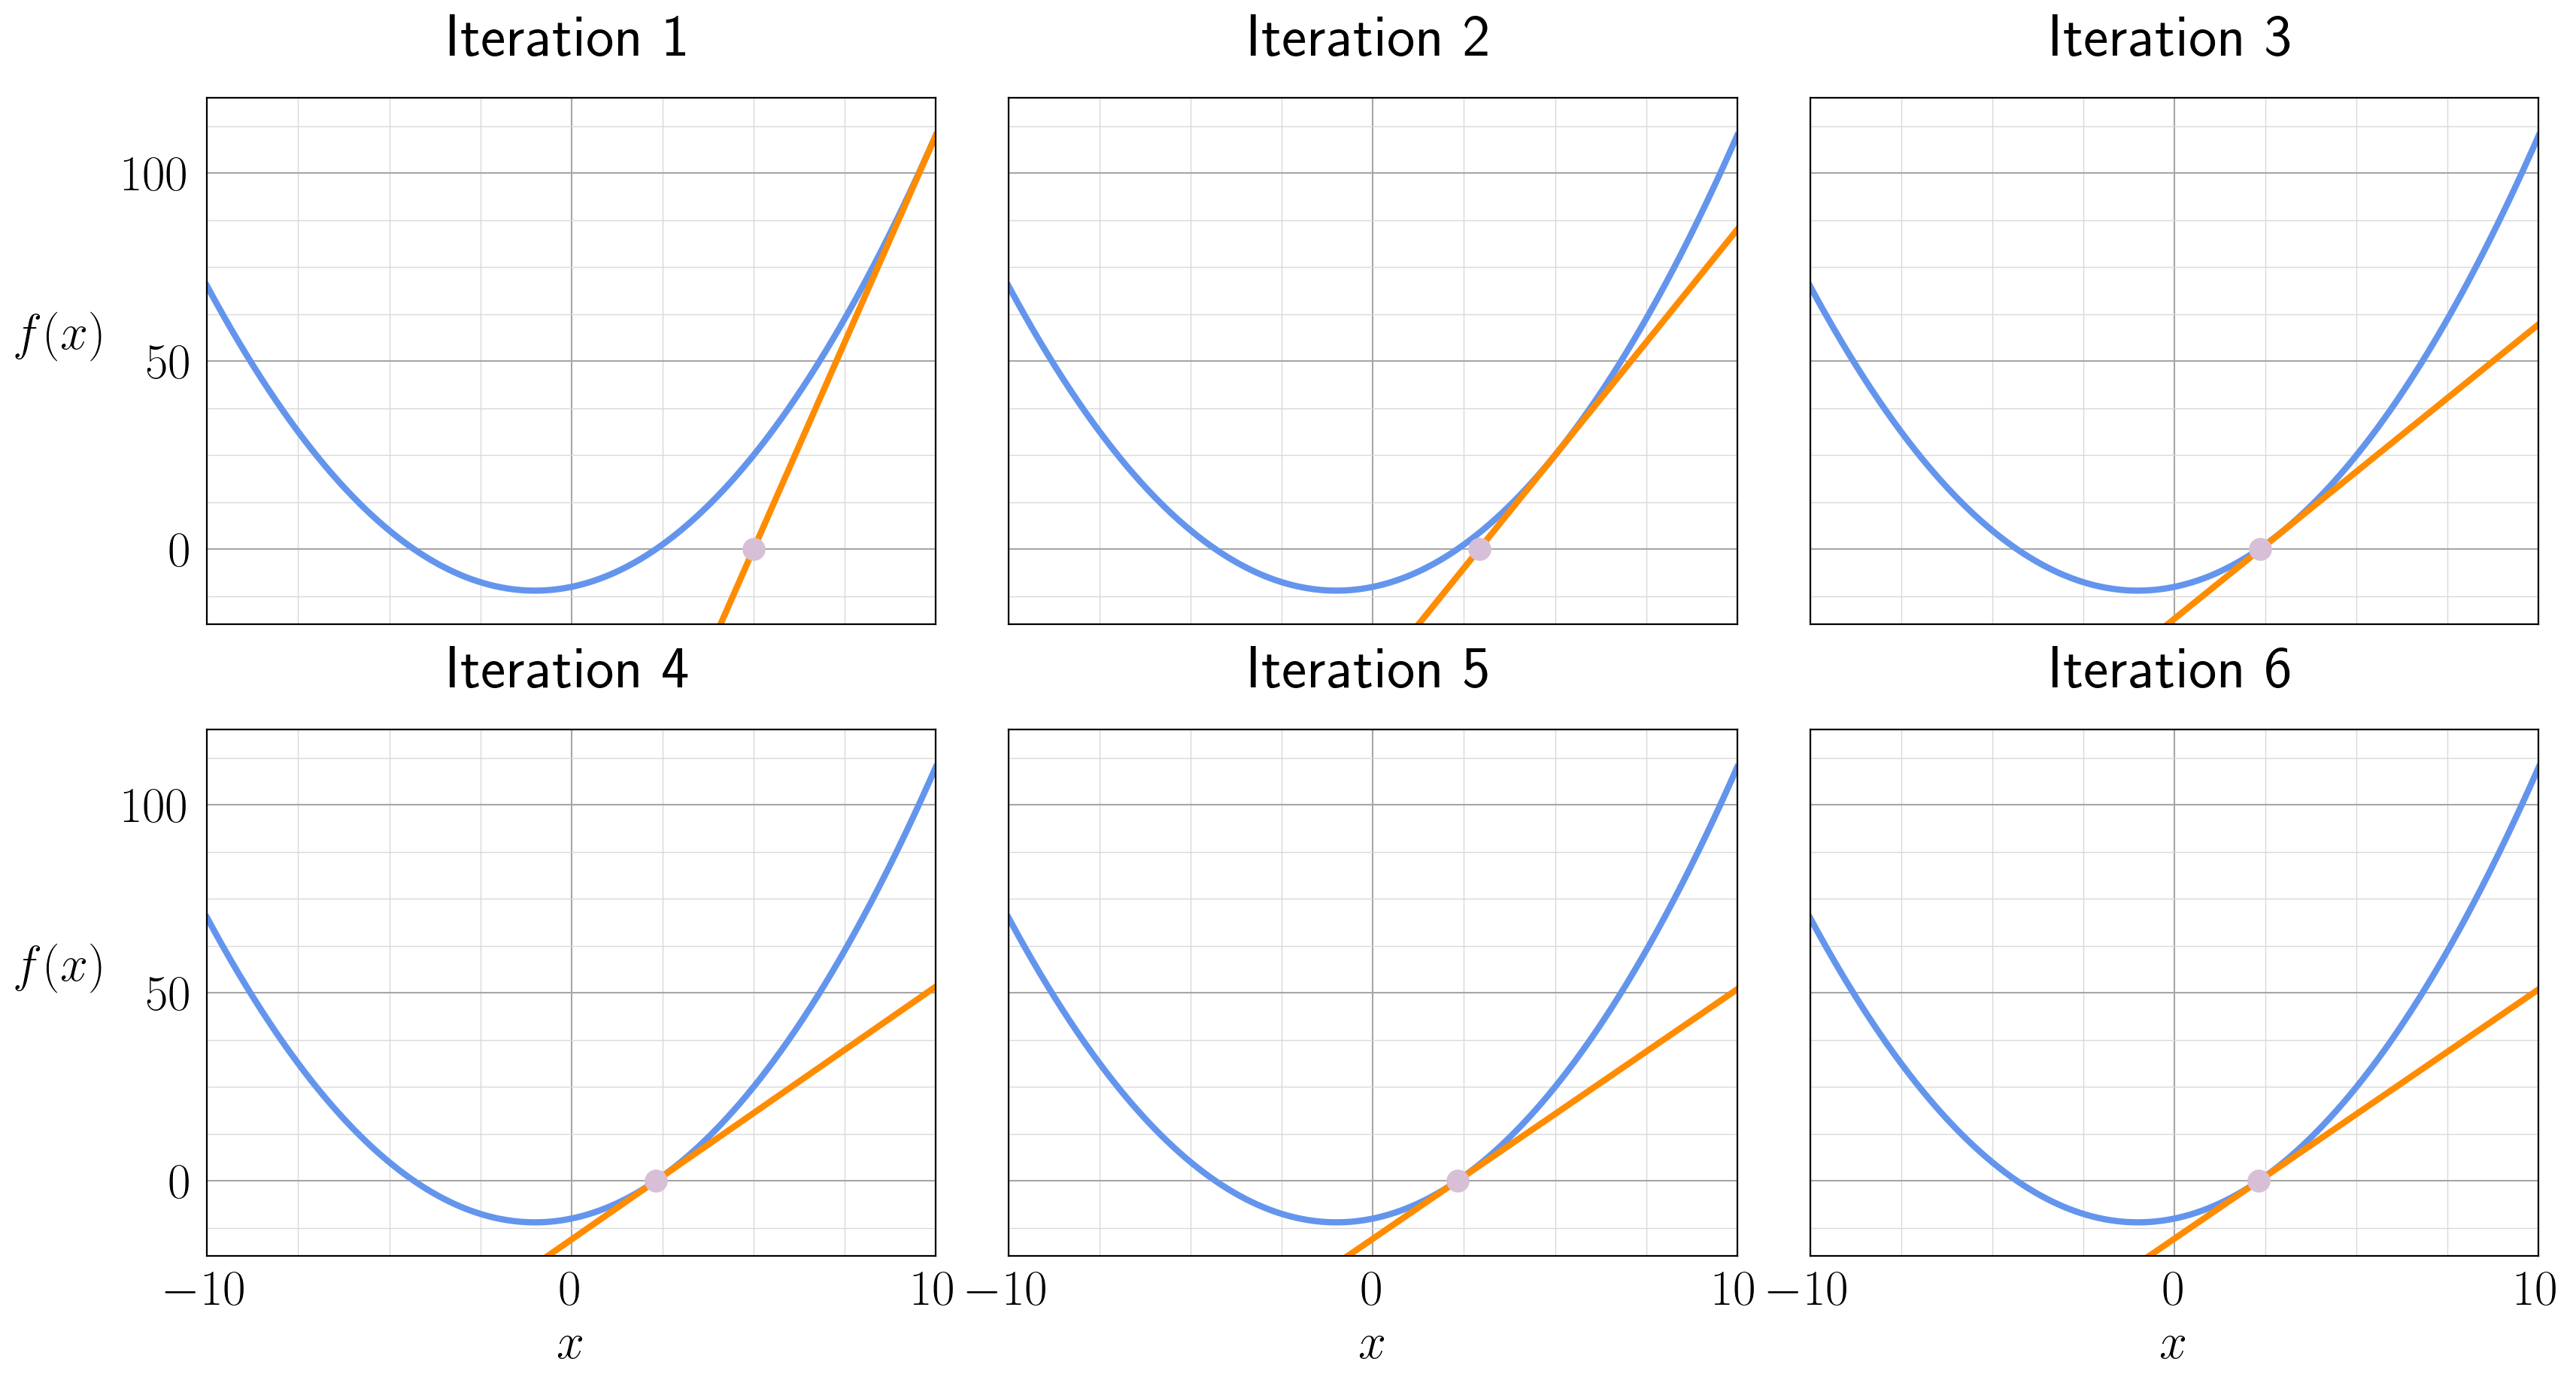 Iteration 1
Iteration 2
Iteration 3
100
f(x)
50
0
Iteration 4
Iteration 5
Iteration 6
100
f(x)
50
0
−10 0 10 −10 0 10 −10 0 10
x x x